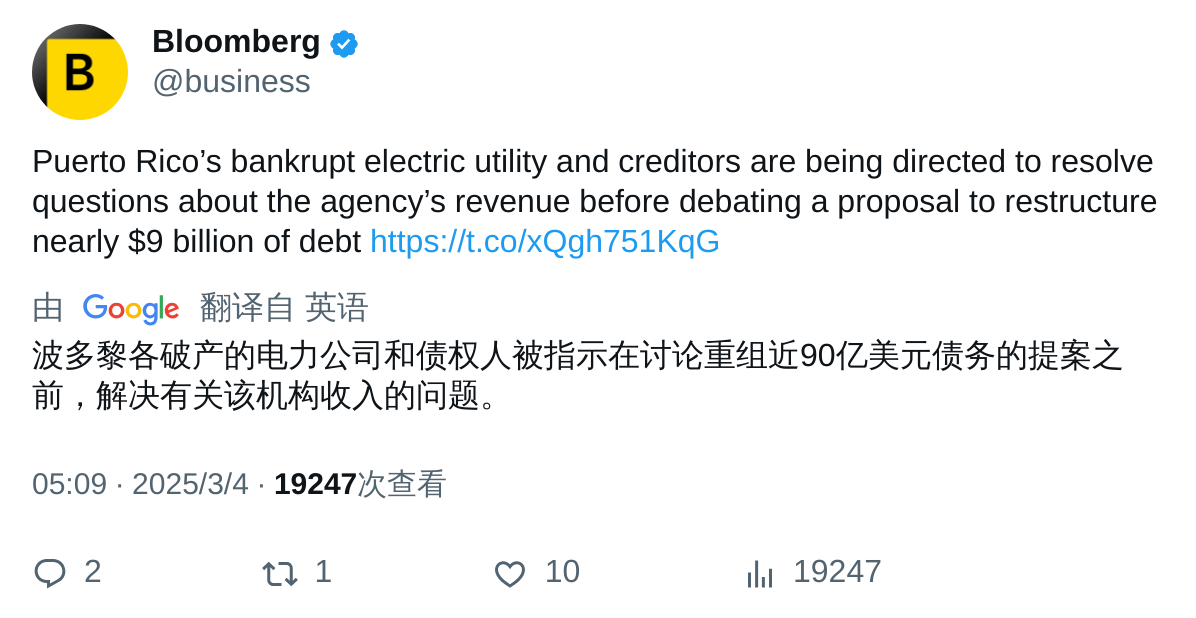 B
Bloomberg
@business
Puerto Rico’s bankrupt electric utility and creditors are being directed to resolve
questions about the agency’s revenue before debating a proposal to restructure
nearly $9 billion of debt https://t.co/xQgh751KqG
由 Google 翻译自 英语
波多黎各破产的电力公司和债权人被指示在讨论重组近90亿美元债务的提案之
前，解决有关该机构收入的问题。
05:09 · 2025/3/4 · 19247次查看
2 1 10 19247